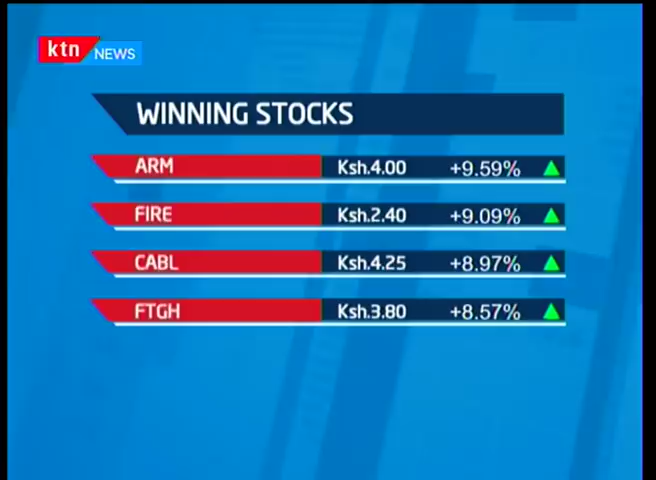 ktn NEWS
WINNING STOCKS
ARM Ksh.4.00 +9.59%
FIRE Ksh.2.40 +9.09%
CABL Ksh.4.25 +8.97%
FTGH Ksh.3.80 +8.57%